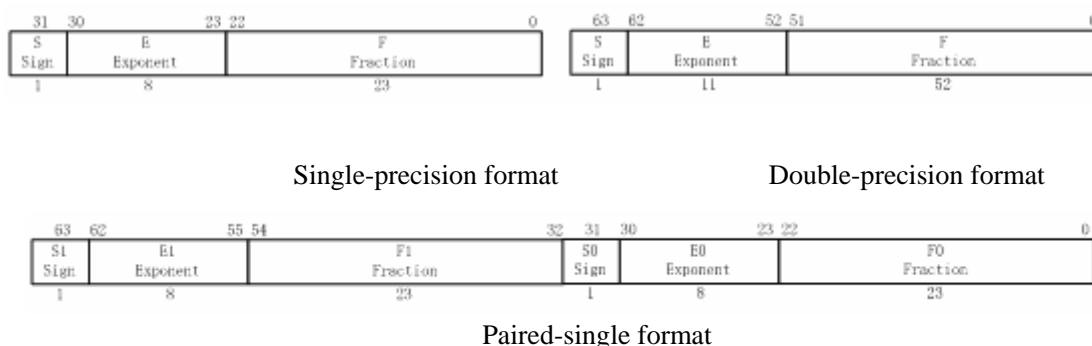 31 30 23 22 0 63 62 52 51
S E F S E F
Sign Exponent Fraction Sign Exponent Fraction
1 8 23 1 11 52
Single-precision format Double-precision format
63 62 55 54 32 31 30 23 22 0
S1 E1 F1 S0 E0 F0
Sign Exponent Fraction Sign Exponent Fraction
1 8 23 1 8 23
Paired-single format